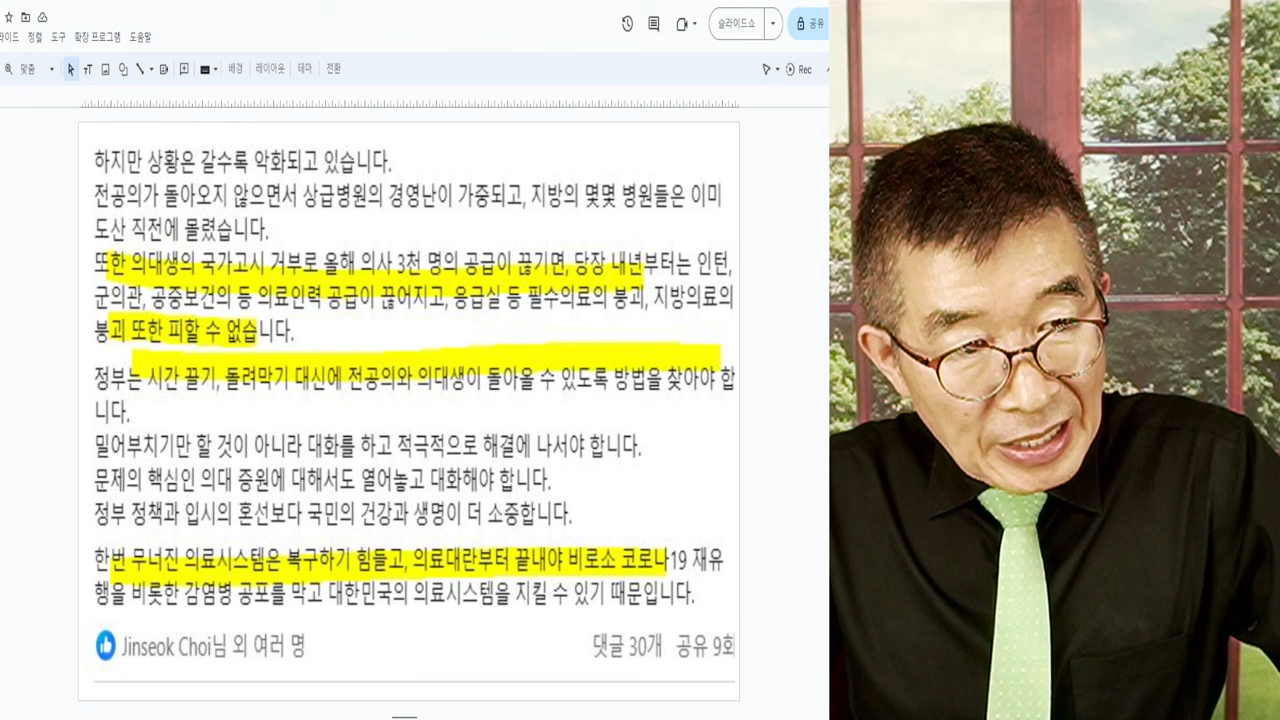 라이드 정렬 도구 확장 프로그램 도움말
슬라이드쇼
공유
맞춤
배경 레이아웃 테마 전환
Rec
하지만 상황은 갈수록 악화되고 있습니다.
전공의가 돌아오지 않으면서 상급병원의 경영난이 가중되고, 지방의 몇몇 병원들은 이미
도산 직전에 몰렸습니다.
또한 의대생의 국가고시 거부로 올해 의사 3천 명의 공급이 끊기면, 당장 내년부터는 인턴,
군의관, 공중보건의 등 의료인력 공급이 끊어지고, 응급실 등 필수의료의 붕괴, 지방의료의
붕괴 또한 피할 수 없습니다.
정부는 시간 끌기, 돌려막기 대신에 전공의와 의대생이 돌아올 수 있도록 방법을 찾아야 합
니다.
밀어부치기만 할 것이 아니라 대화를 하고 적극적으로 해결에 나서야 합니다.
문제의 핵심인 의대 증원에 대해서도 열어놓고 대화해야 합니다.
정부 정책과 입시의 혼선보다 국민의 건강과 생명이 더 소중합니다.
한번 무너진 의료시스템은 복구하기 힘들고, 의료대란부터 끝내야 비로소 코로나19 재유
행을 비롯한 감염병 공포를 막고 대한민국의 의료시스템을 지킬 수 있기 때문입니다.
Jinseok Choi님 외 여러 명
댓글 30개 공유 9회